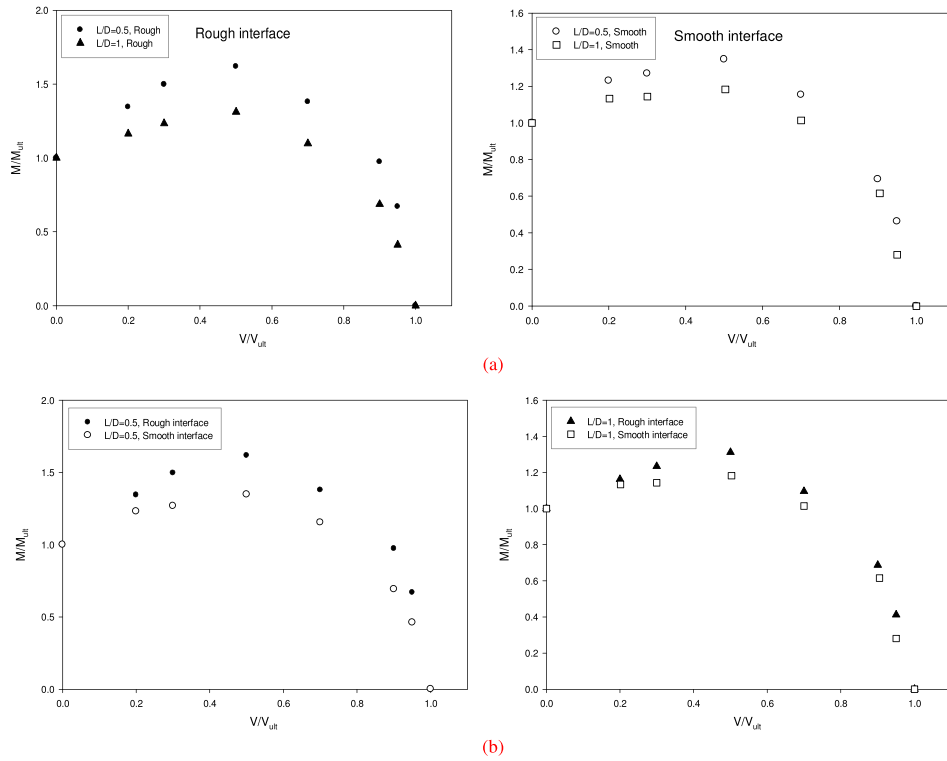 L/D=0.5, Rough
L/D=1, Rough
Rough interface
2.0
1.5
1.0
0.5
0.0
M/Mult
0.0 0.2 0.4 0.6 0.8 1.0
V/Vult
L/D=0.5, Smooth
L/D=1, Smooth
Smooth interface
1.6
1.4
1.2
1.0
0.8
0.6
0.4
0.2
0.0
M/Mult
0.0 0.2 0.4 0.6 0.8 1.0
V/Vult
(a)
L/D=0.5, Rough interface
L/D=0.5, Smooth interface
2.0
1.5
1.0
0.5
0.0
M/Mult
0.0 0.2 0.4 0.6 0.8 1.0
V/Vult
L/D=1, Rough interface
L/D=1, Smooth interface
1.6
1.4
1.2
1.0
0.8
0.6
0.4
0.2
0.0
M/Mult
0.0 0.2 0.4 0.6 0.8 1.0
V/Vult
(b)